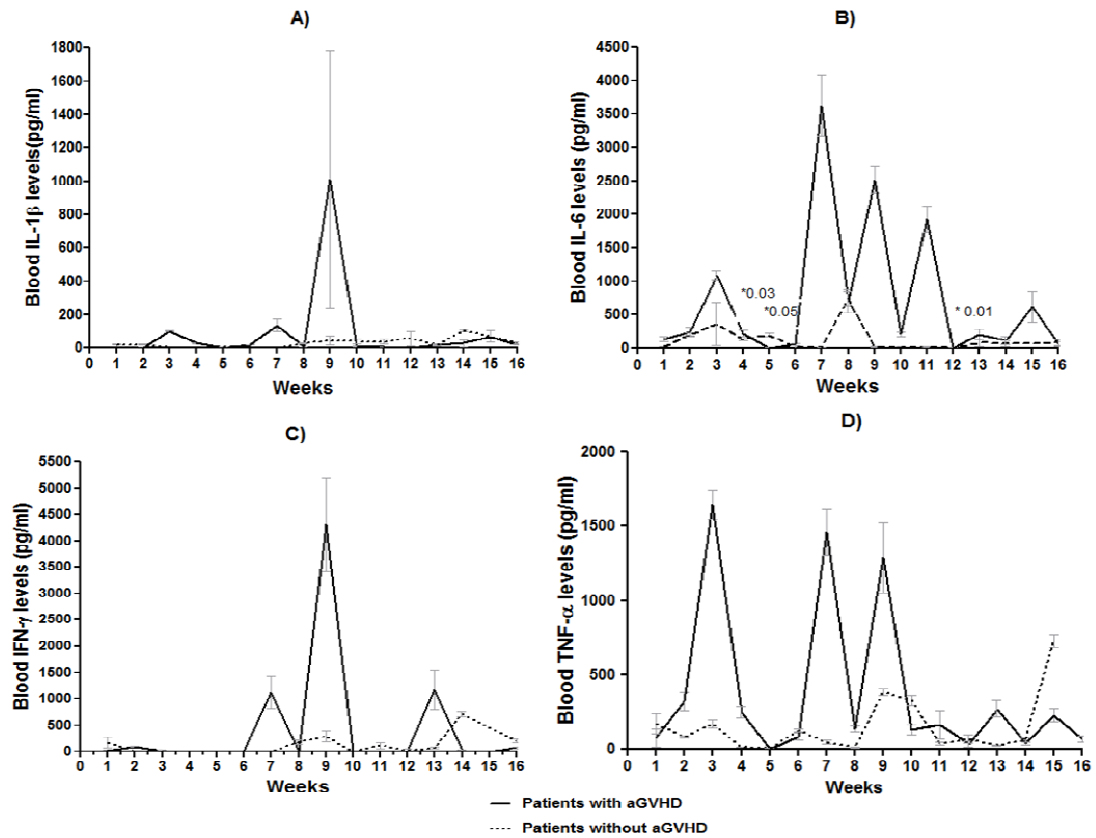 A)
Blood IL-1β levels(pg/ml)
1800
1600
1400
1200
1000
800
600
400
200
0
0 1 2 3 4 5 6 7 8 9 10 11 12 13 14 15 16
Weeks
B)
Blood IL-6 levels (pg/ml)
4500
4000
3500
3000
2500
2000
1500
1000
500
0
*0.03
*0.05
* 0.01
0 1 2 3 4 5 6 7 8 9 10 11 12 13 14 15 16
Weeks
C)
Blood IFN-γ levels (pg/ml)
5500
5000
4500
4000
3500
3000
2500
2000
1500
1000
500
0
0 1 2 3 4 5 6 7 8 9 10 11 12 13 14 15 16
Weeks
D)
Blood TNF-α levels (pg/ml)
2000
1500
1000
500
0
0 1 2 3 4 5 6 7 8 9 10 11 12 13 14 15 16
Weeks
Patients with aGVHD
Patients without aGVHD